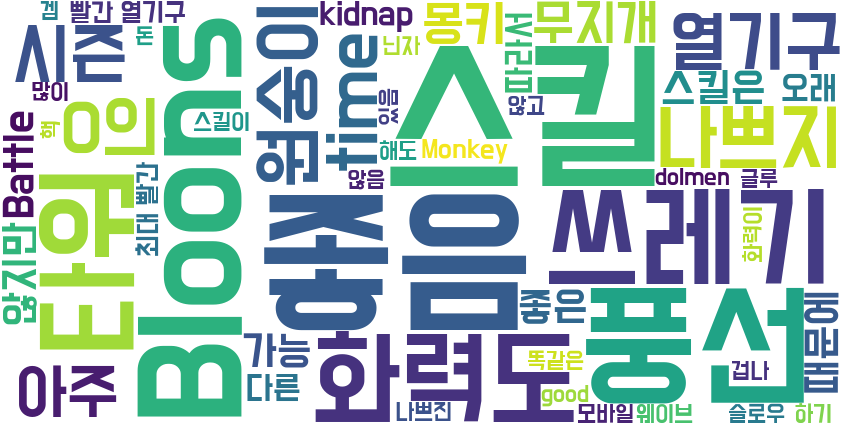 겜
빨간 열기구
돈
시즌
많이
핵
Battle
의
타워
않지만
아주
Bloons
스킬이
최대 빨간
가능
다른
원숭이
time
kidnap
몽키
닌자
있음
해도
Monkey
않음
따라서
않고
무지개
스킬
열기구
스킬은
오래
나쁘지
dolmen
글루
좋음
쓰레기
화력이
좋은
풍선
때문에
화력도
똑같은
good
나쁘진
모바일
웨이브
겁나
슬로우
하기